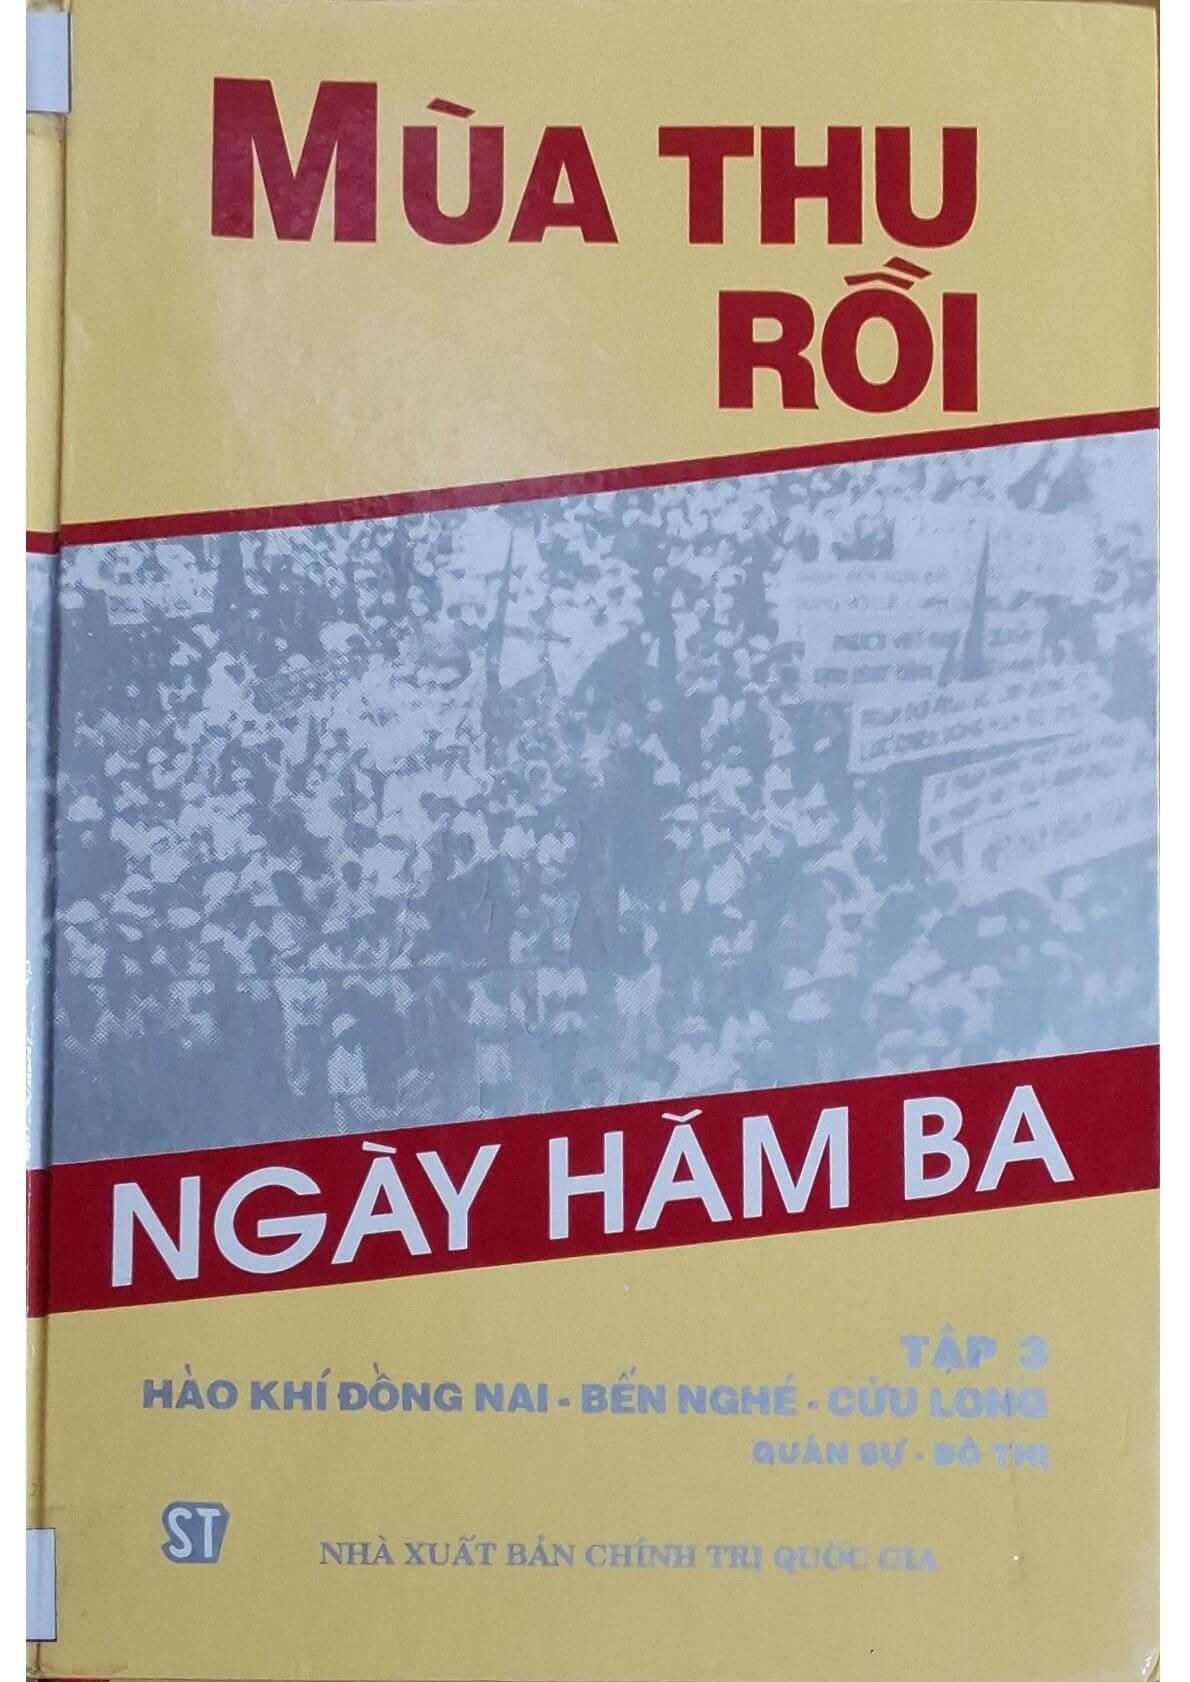 MÙA THU
RỒI
NGÀY HĂM BA
TẬP 3
HÀO KHÍ ĐỒNG NAI - BẾN NGHÉ - CỬU LONG
QUÂN SỰ - ĐÔ THỊ
ST
NHÀ XUẤT BẢN CHÍNH TRỊ QUỐC GIA